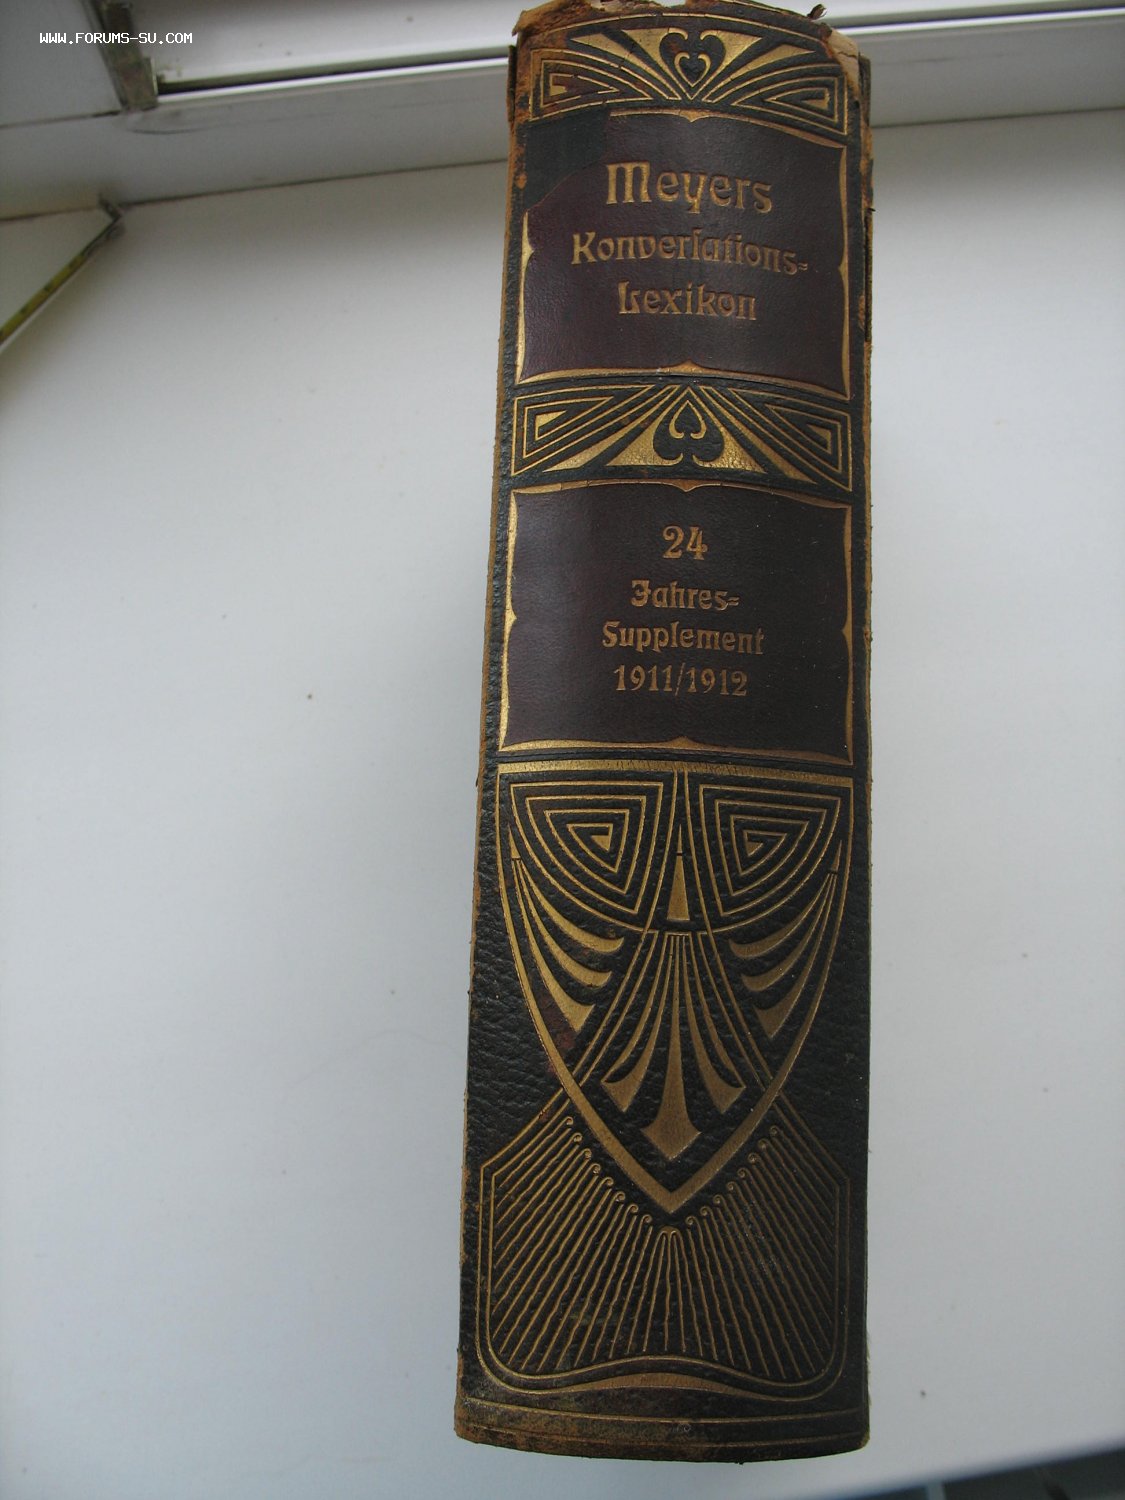 WWW.FORUMS-SU.COM
Meyers
Konverſations=
Lexikon
24
Jahres=
Supplement
1911/1912